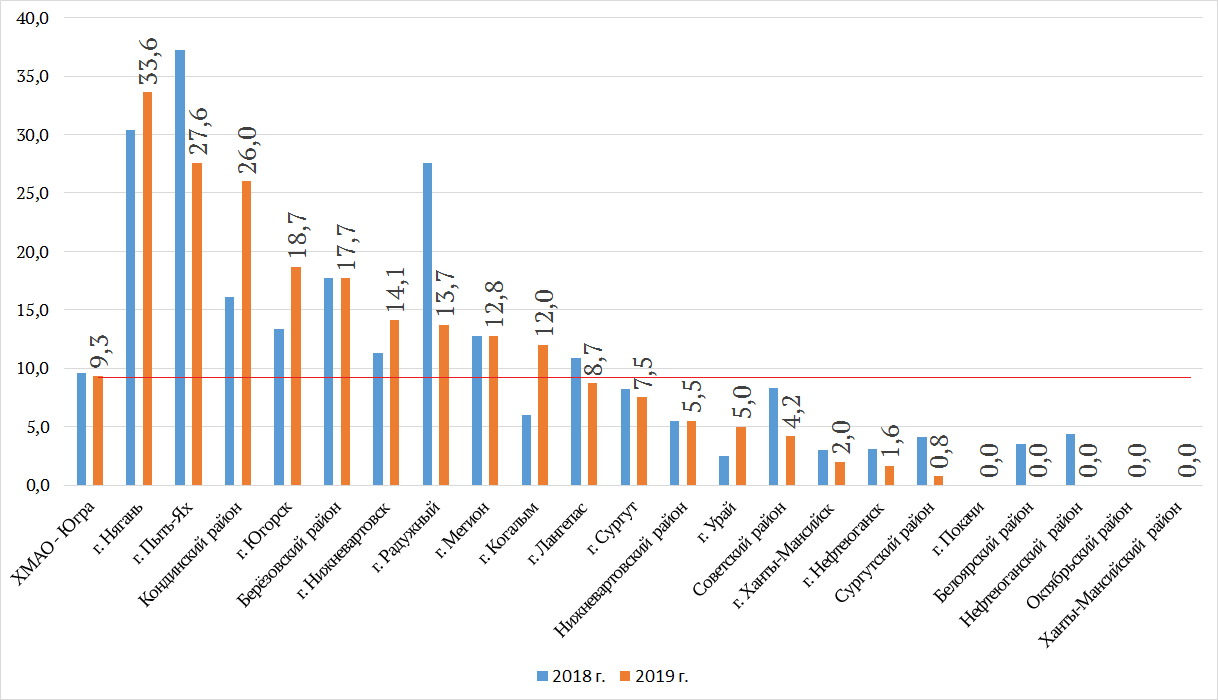 40,0
35,0
30,0
25,0
20,0
15,0
10,0
5,0
0,0
9,3
33,6
27,6
26,0
18,7
17,7
14,1
13,7
12,8
12,0
8,7
7,5
5,5
5,0
4,2
2,0
1,6
0,8
0,0
0,0
0,0
0,0
0,0
ХМАО - Югра
г. Нягань
г. Пыть-Ях
Кондинский район
г. Югорск
Берёзовский район
г. Нижневартовск
г. Радужный
г. Мегион
г. Когалым
г. Лангепас
г. Сургут
Нижневартовский район
г. Урай
Советский район
г. Ханты-Мансийск
г. Нефтеюганск
Сургутский район
г. Покачи
Белоярский район
Нефтеюганский район
Октябрьский район
Ханты-Мансийский район
2018 г. 2019 г.